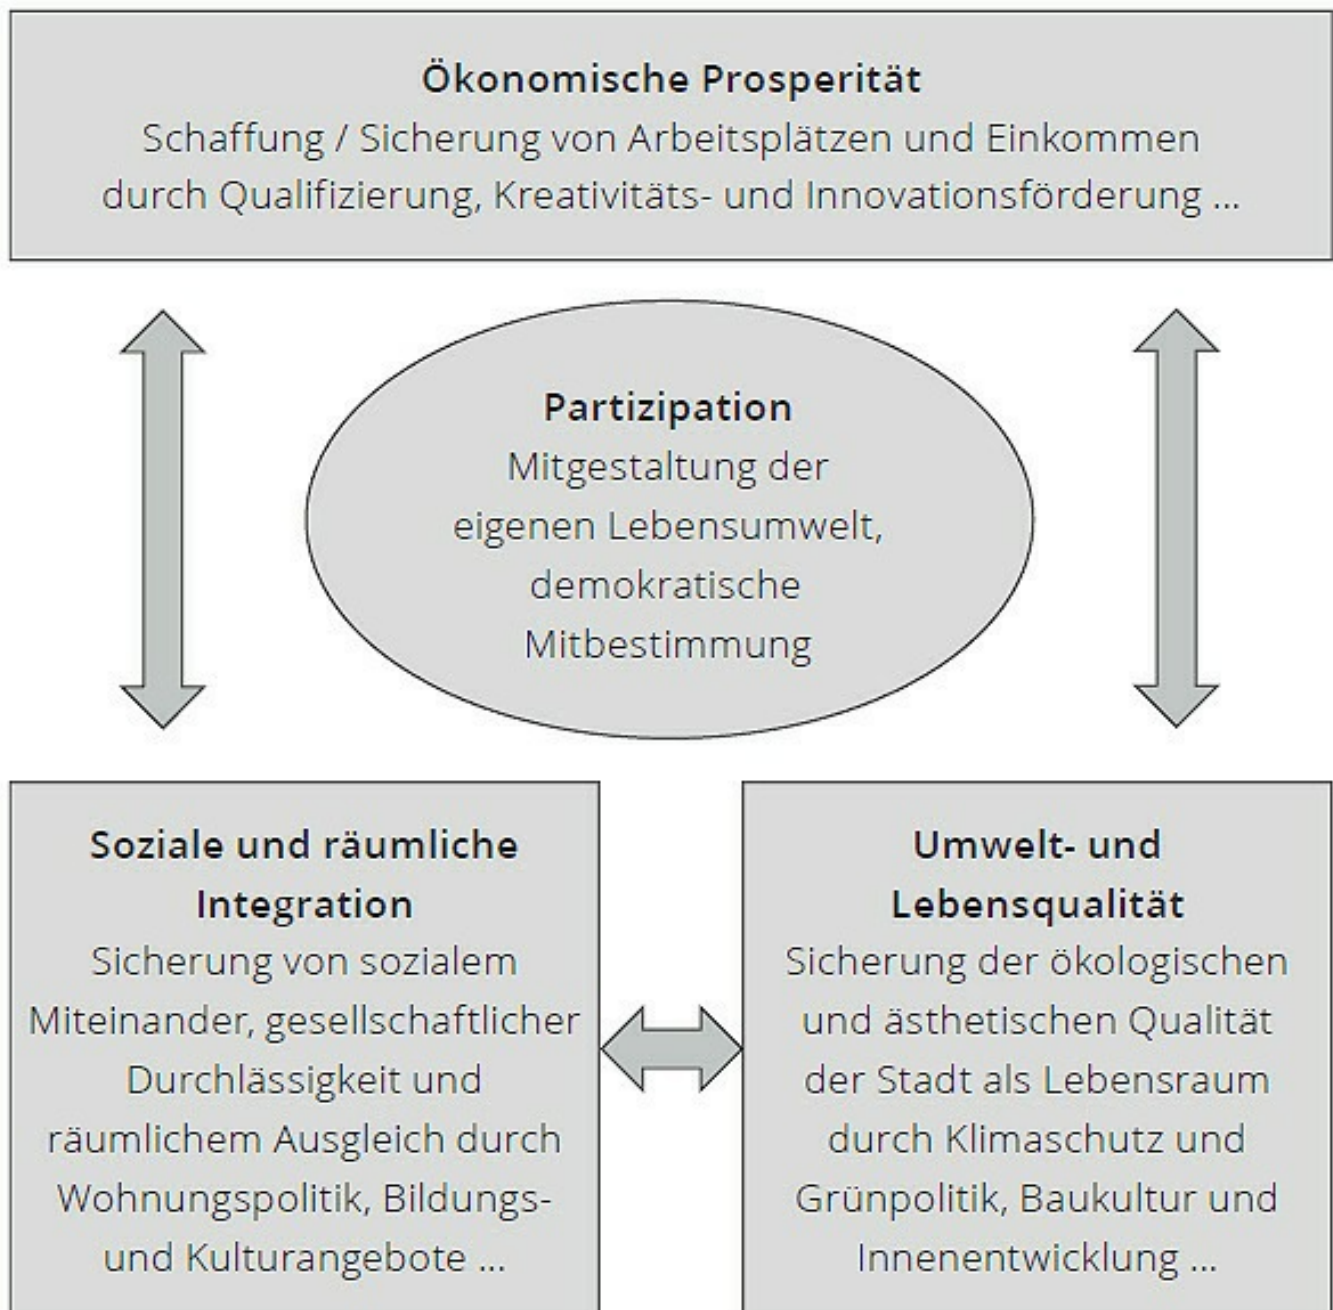 Ökonomische Prosperität
Schaffung / Sicherung von Arbeitsplätzen und Einkommen
durch Qualifizierung, Kreativitäts- und Innovationsförderung ...
Partizipation
Mitgestaltung der
eigenen Lebensumwelt,
demokratische
Mitbestimmung
Soziale und räumliche
Integration
Sicherung von sozialem
Miteinander, gesellschaftlicher
Durchlässigkeit und
räumlichem Ausgleich durch
Wohnungspolitik, Bildungs-
und Kulturangebote ...
Umwelt- und
Lebensqualität
Sicherung der ökologischen
und ästhetischen Qualität
der Stadt als Lebensraum
durch Klimaschutz und
Grünpolitik, Baukultur und
Innenentwicklung ...